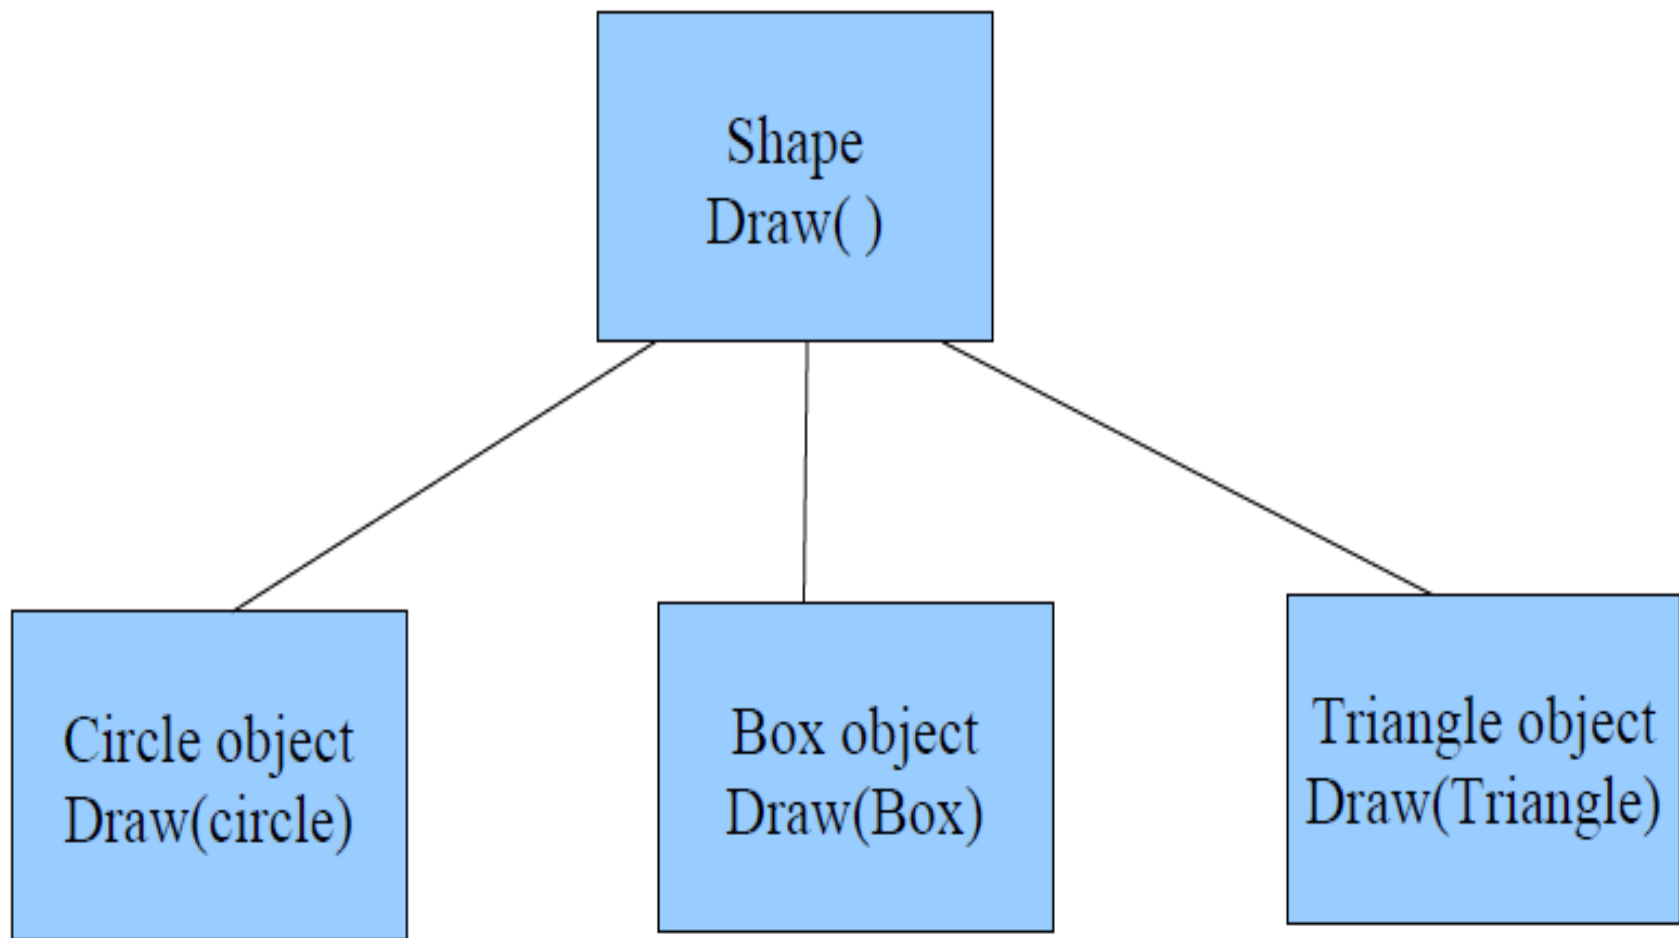 Shape
Draw( )
Circle object
Draw(circle)
Box object
Draw(Box)
Triangle object
Draw(Triangle)